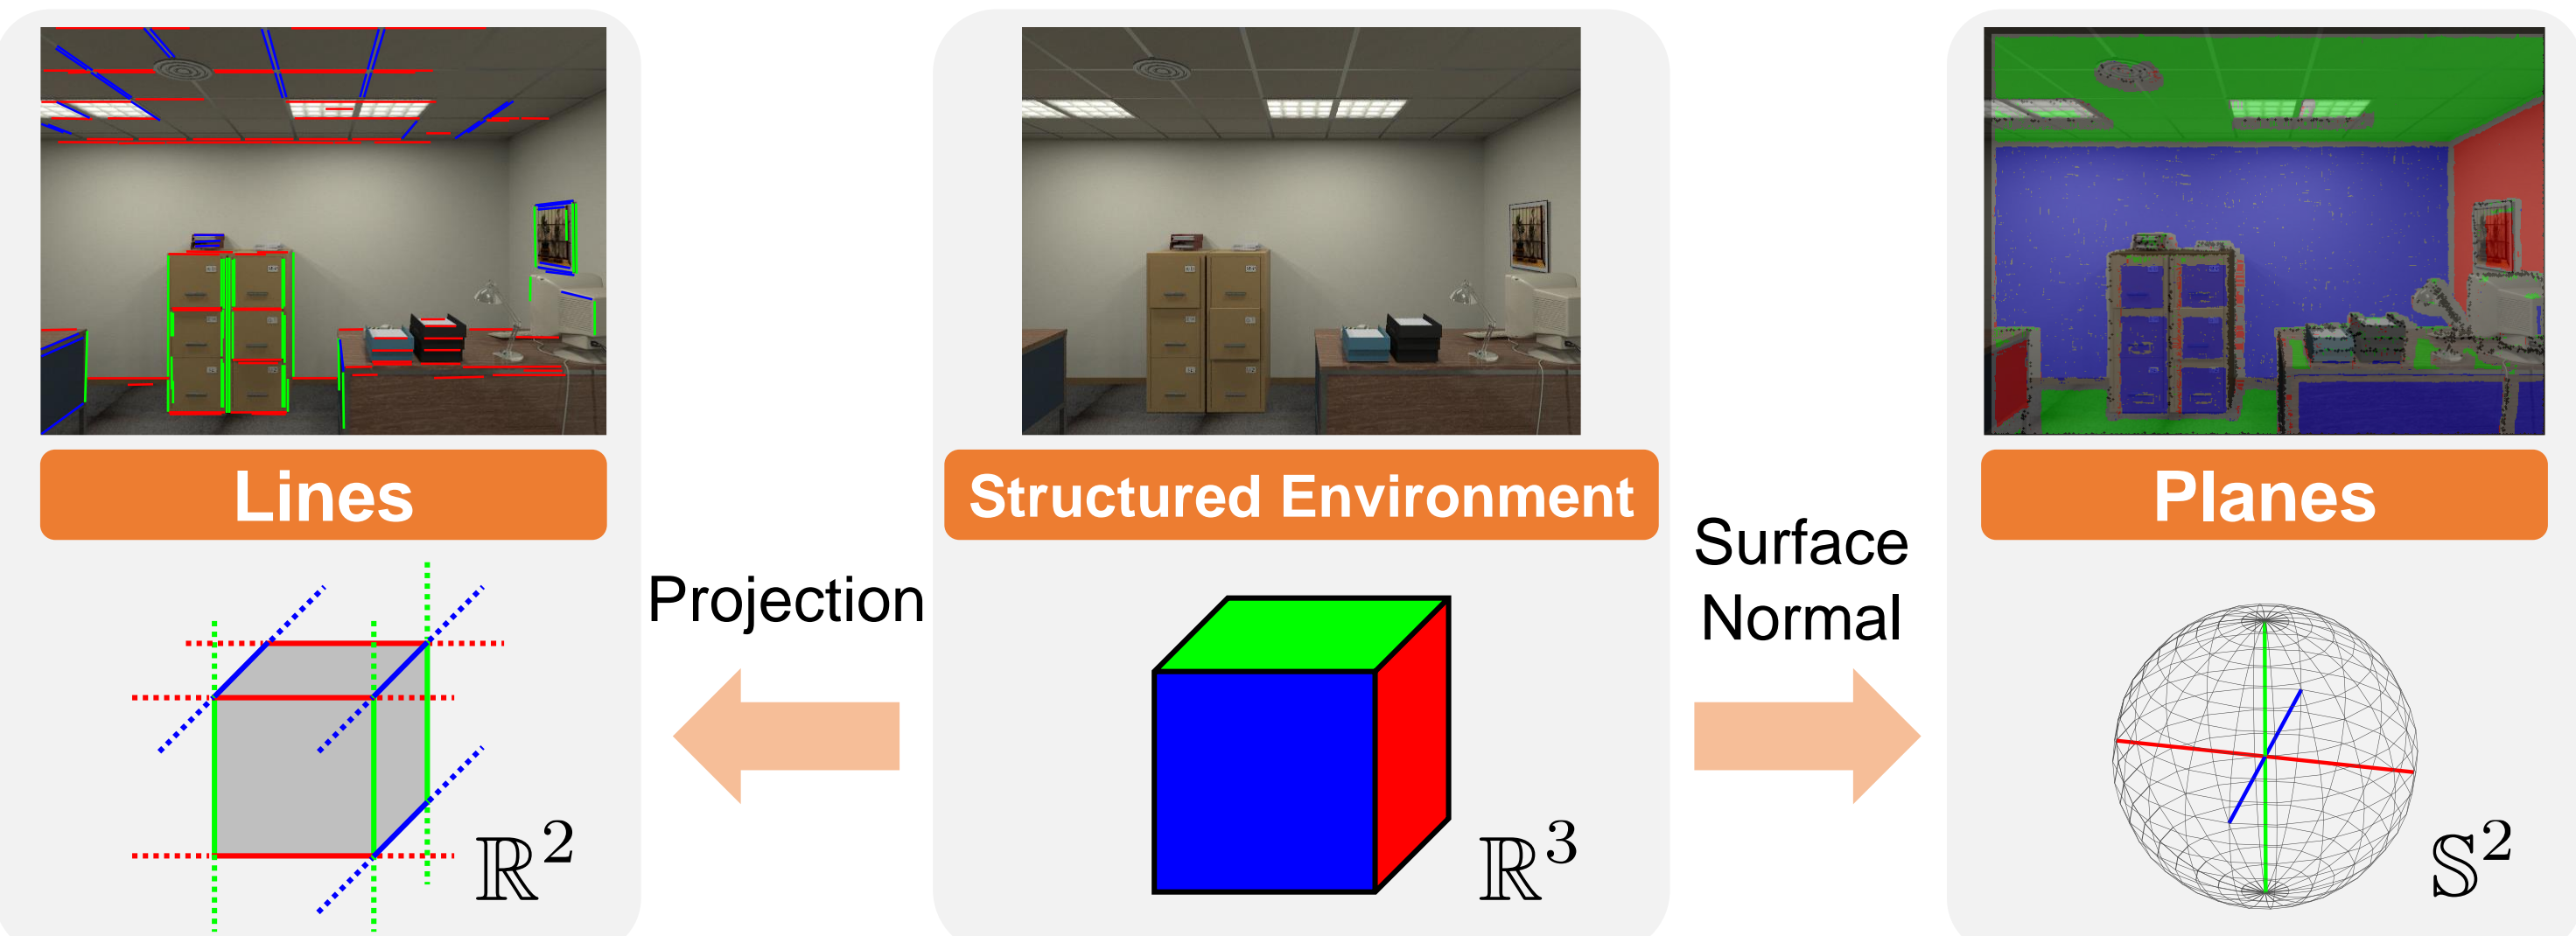 Lines
Structured Environment
Planes
Projection
Surface
Normal
ℝ²
ℝ³
𝕊²